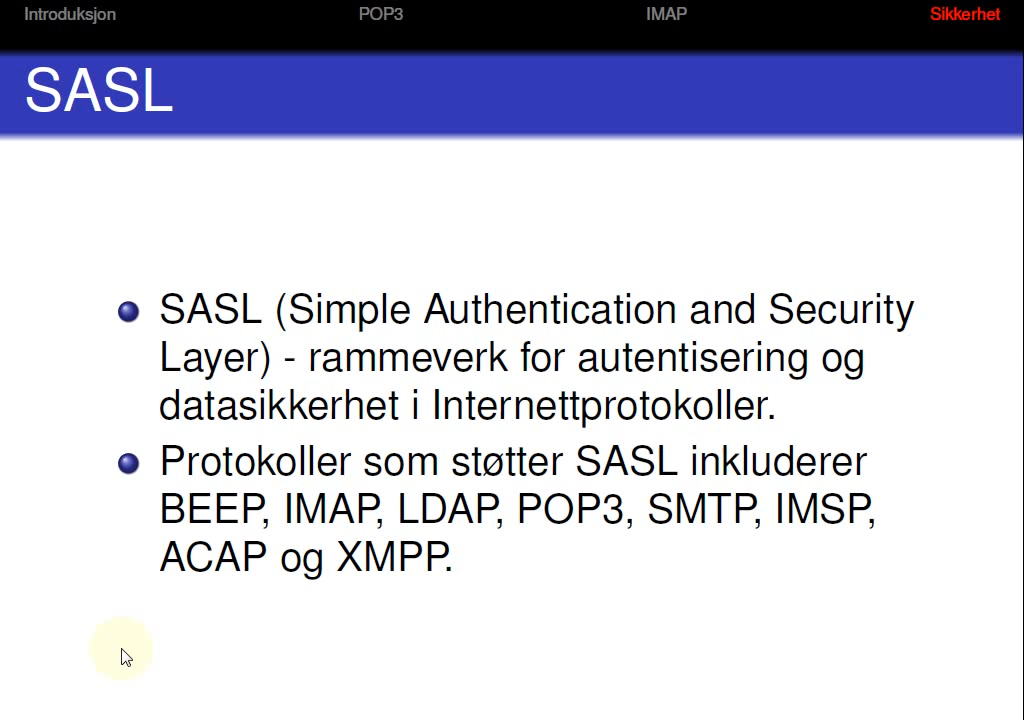 Introduksjon POP3 IMAP Sikkerhet
SASL
SASL (Simple Authentication and Security
Layer) - rammeverk for autentisering og
datasikkerhet i Internettprotokoller.
Protokoller som støtter SASL inkluderer
BEEP, IMAP, LDAP, POP3, SMTP, IMSP,
ACAP og XMPP.